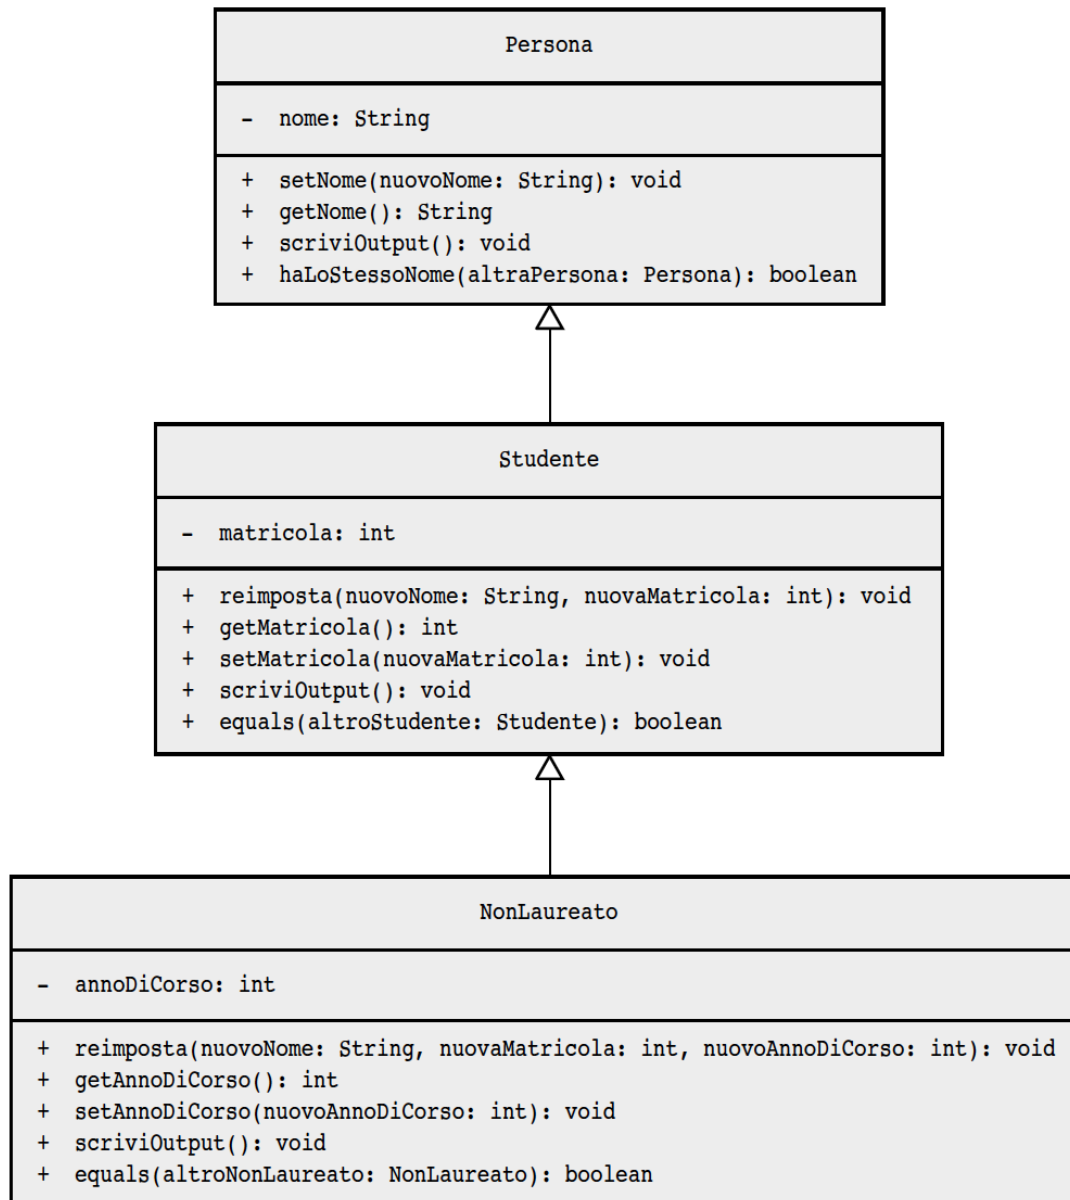 Persona
- nome: String
+ setNome(nuovoNome: String): void
+ getNome(): String
+ scriviOutput(): void
+ haLoStessoNome(altraPersona: Persona): boolean
Studente
- matricola: int
+ reimposta(nuovoNome: String, nuovaMatricola: int): void
+ getMatricola(): int
+ setMatricola(nuovaMatricola: int): void
+ scriviOutput(): void
+ equals(altroStudente: Studente): boolean
NonLaureato
- annoDiCorso: int
+ reimposta(nuovoNome: String, nuovaMatricola: int, nuovoAnnoDiCorso: int): void
+ getAnnoDiCorso(): int
+ setAnnoDiCorso(nuovoAnnoDiCorso: int): void
+ scriviOutput(): void
+ equals(altroNonLaureato: NonLaureato): boolean